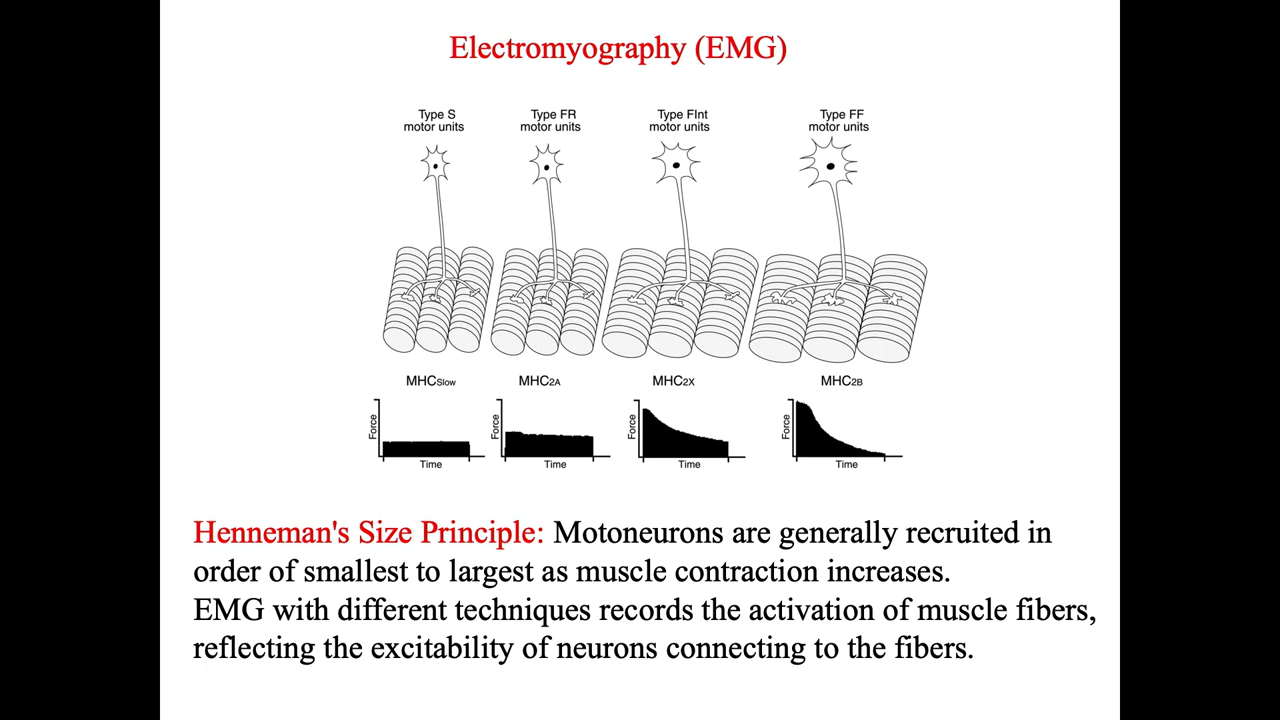 Electromyography (EMG)
Type S
motor units
Type FR
motor units
Type FInt
motor units
Type FF
motor units
MHCSlow
MHC2A
MHC2X
MHC2B
Force
Time
Force
Time
Force
Time
Force
Time
Henneman's Size Principle: Motoneurons are generally recruited in
order of smallest to largest as muscle contraction increases.
EMG with different techniques records the activation of muscle fibers,
reflecting the excitability of neurons connecting to the fibers.